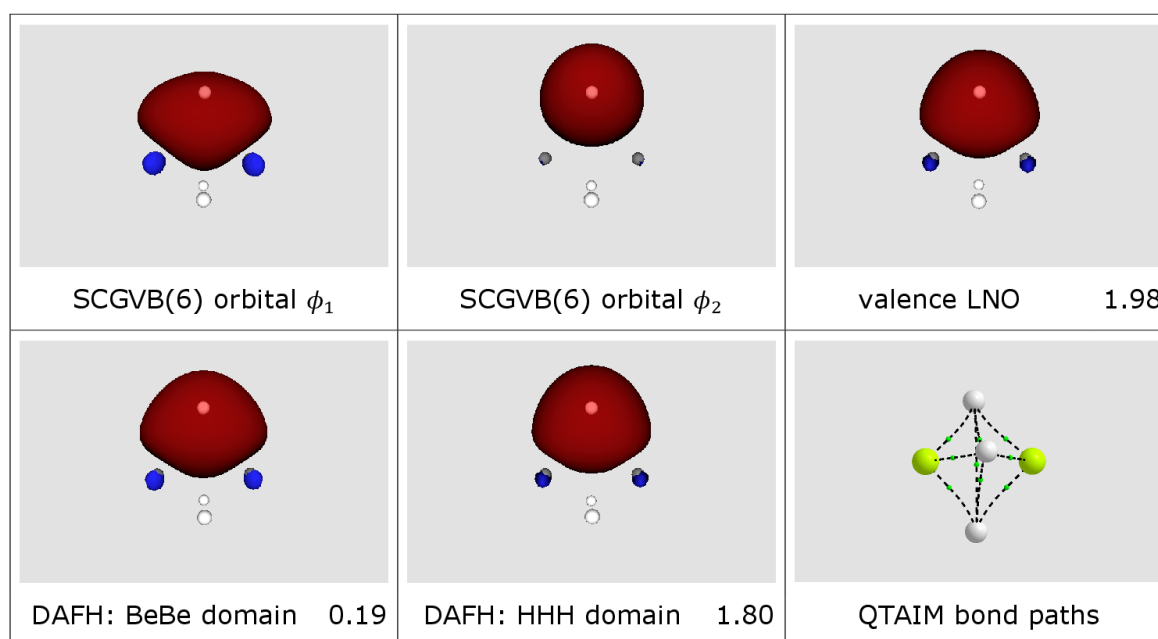 SCGVB(6) orbital ϕ₁
SCGVB(6) orbital ϕ₂
valence LNO 1.98
DAFH: BeBe domain 0.19
DAFH: HHH domain 1.80
QTAIM bond paths